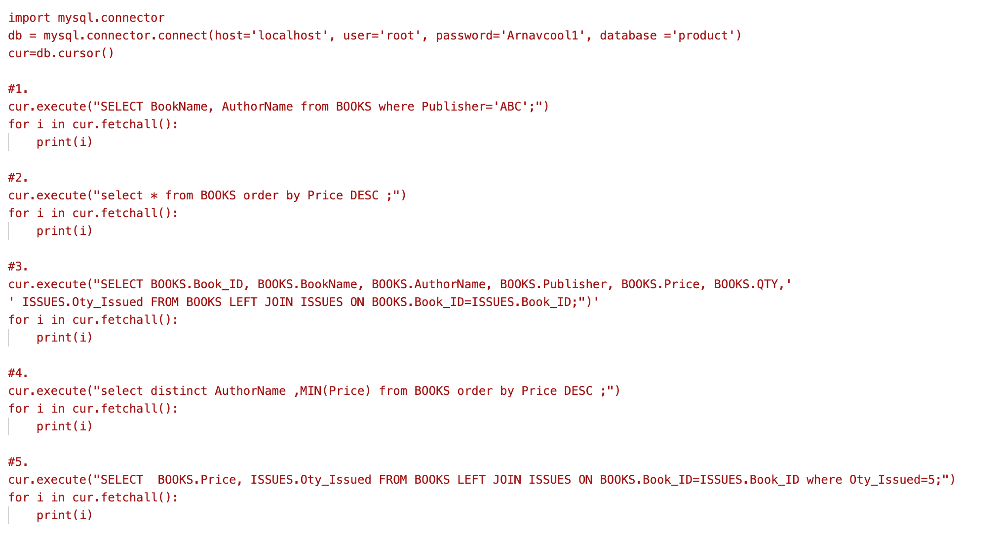 import mysql.connector
db = mysql.connector.connect(host='localhost', user='root', password='Arnavcool1', database ='product')
cur=db.cursor()

#1.
cur.execute("SELECT BookName, AuthorName from BOOKS where Publisher='ABC';")
for i in cur.fetchall():
    print(i)

#2.
cur.execute("select * from BOOKS order by Price DESC ;")
for i in cur.fetchall():
    print(i)

#3.
cur.execute("SELECT BOOKS.Book_ID, BOOKS.BookName, BOOKS.AuthorName, BOOKS.Publisher, BOOKS.Price, BOOKS.QTY,'
' ISSUES.Oty_Issued FROM BOOKS LEFT JOIN ISSUES ON BOOKS.Book_ID=ISSUES.Book_ID;")'
for i in cur.fetchall():
    print(i)

#4.
cur.execute("select distinct AuthorName ,MIN(Price) from BOOKS order by Price DESC ;")
for i in cur.fetchall():
    print(i)

#5.
cur.execute("SELECT  BOOKS.Price, ISSUES.Oty_Issued FROM BOOKS LEFT JOIN ISSUES ON BOOKS.Book_ID=ISSUES.Book_ID where Oty_Issued=5;")
for i in cur.fetchall():
    print(i)